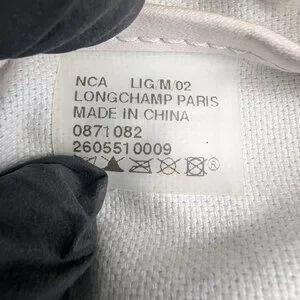 NCA LIG/M/02
LONGCHAMP PARIS
MADE IN CHINA
0871082
2605510009
®